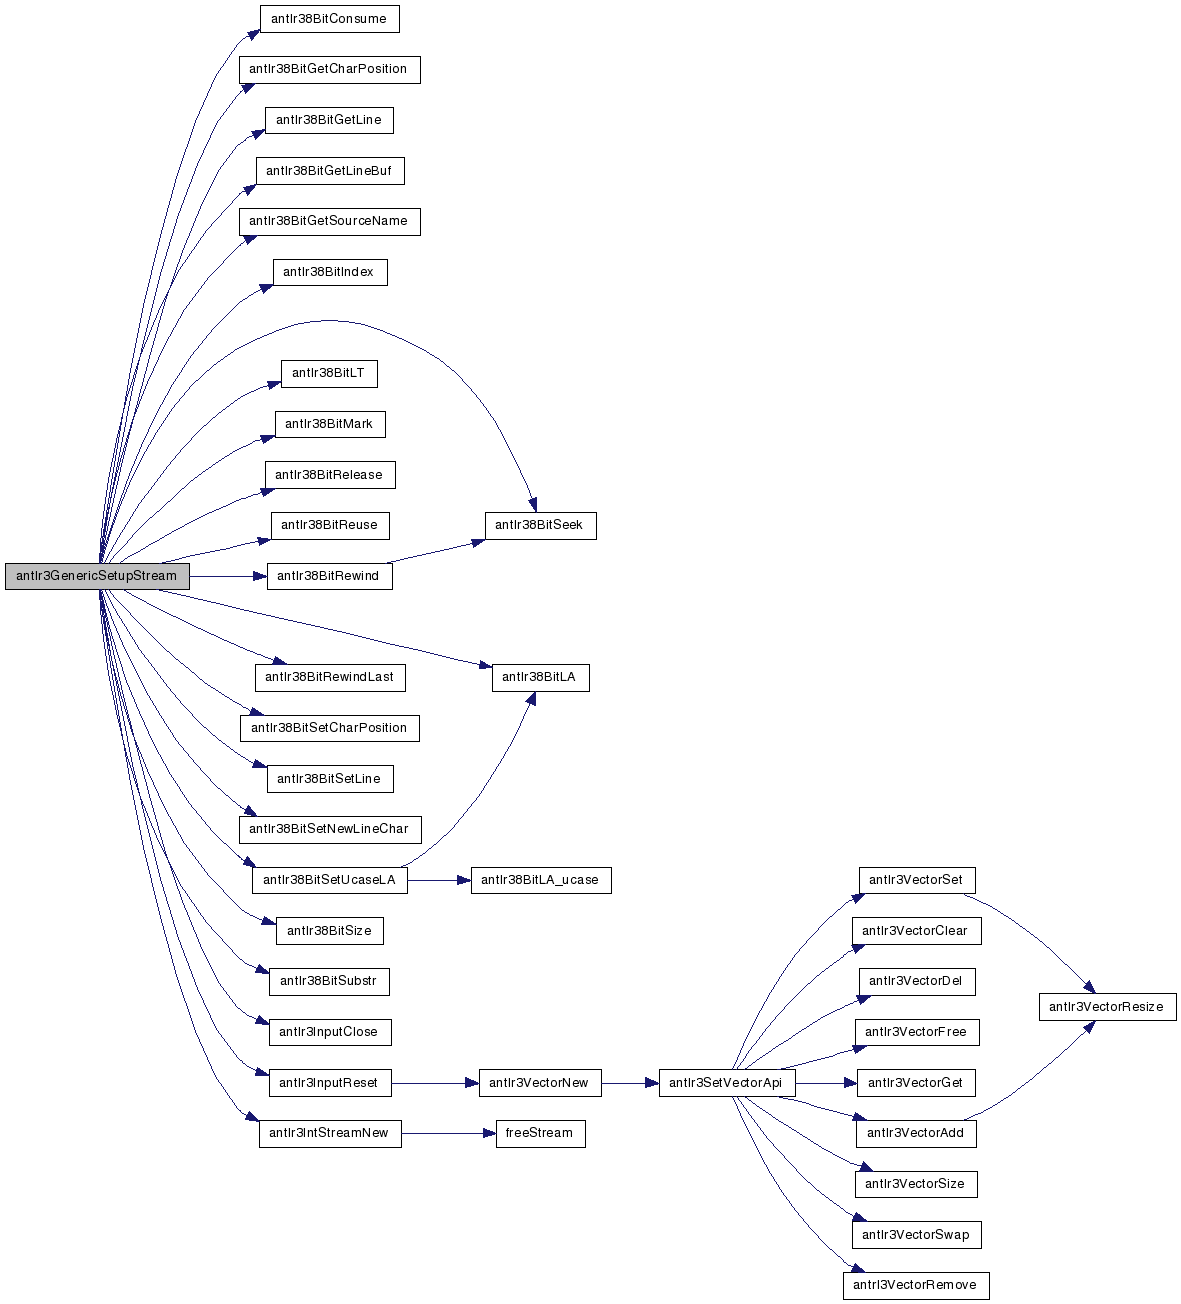 antlr38BitConsume
antlr38BitGetCharPosition
antlr38BitGetLine
antlr38BitGetLineBuf
antlr38BitGetSourceName
antlr38BitIndex
antlr38BitLT
antlr38BitMark
antlr38BitRelease
antlr38BitReuse
antlr38BitSeek
antlr3GenericSetupStream
antlr38BitRewind
antlr38BitRewindLast
antlr38BitLA
antlr38BitSetCharPosition
antlr38BitSetLine
antlr38BitSetNewLineChar
antlr38BitSetUcaseLA
antlr38BitLA_ucase
antlr3VectorSet
antlr38BitSize
antlr3VectorClear
antlr38BitSubstr
antlr3VectorDel
antlr3VectorResize
antlr3InputClose
antlr3VectorFree
antlr3InputReset
antlr3VectorNew
antlr3SetVectorApi
antlr3VectorGet
antlr3IntStreamNew
freeStream
antlr3VectorAdd
antlr3VectorSize
antlr3VectorSwap
antrl3VectorRemove